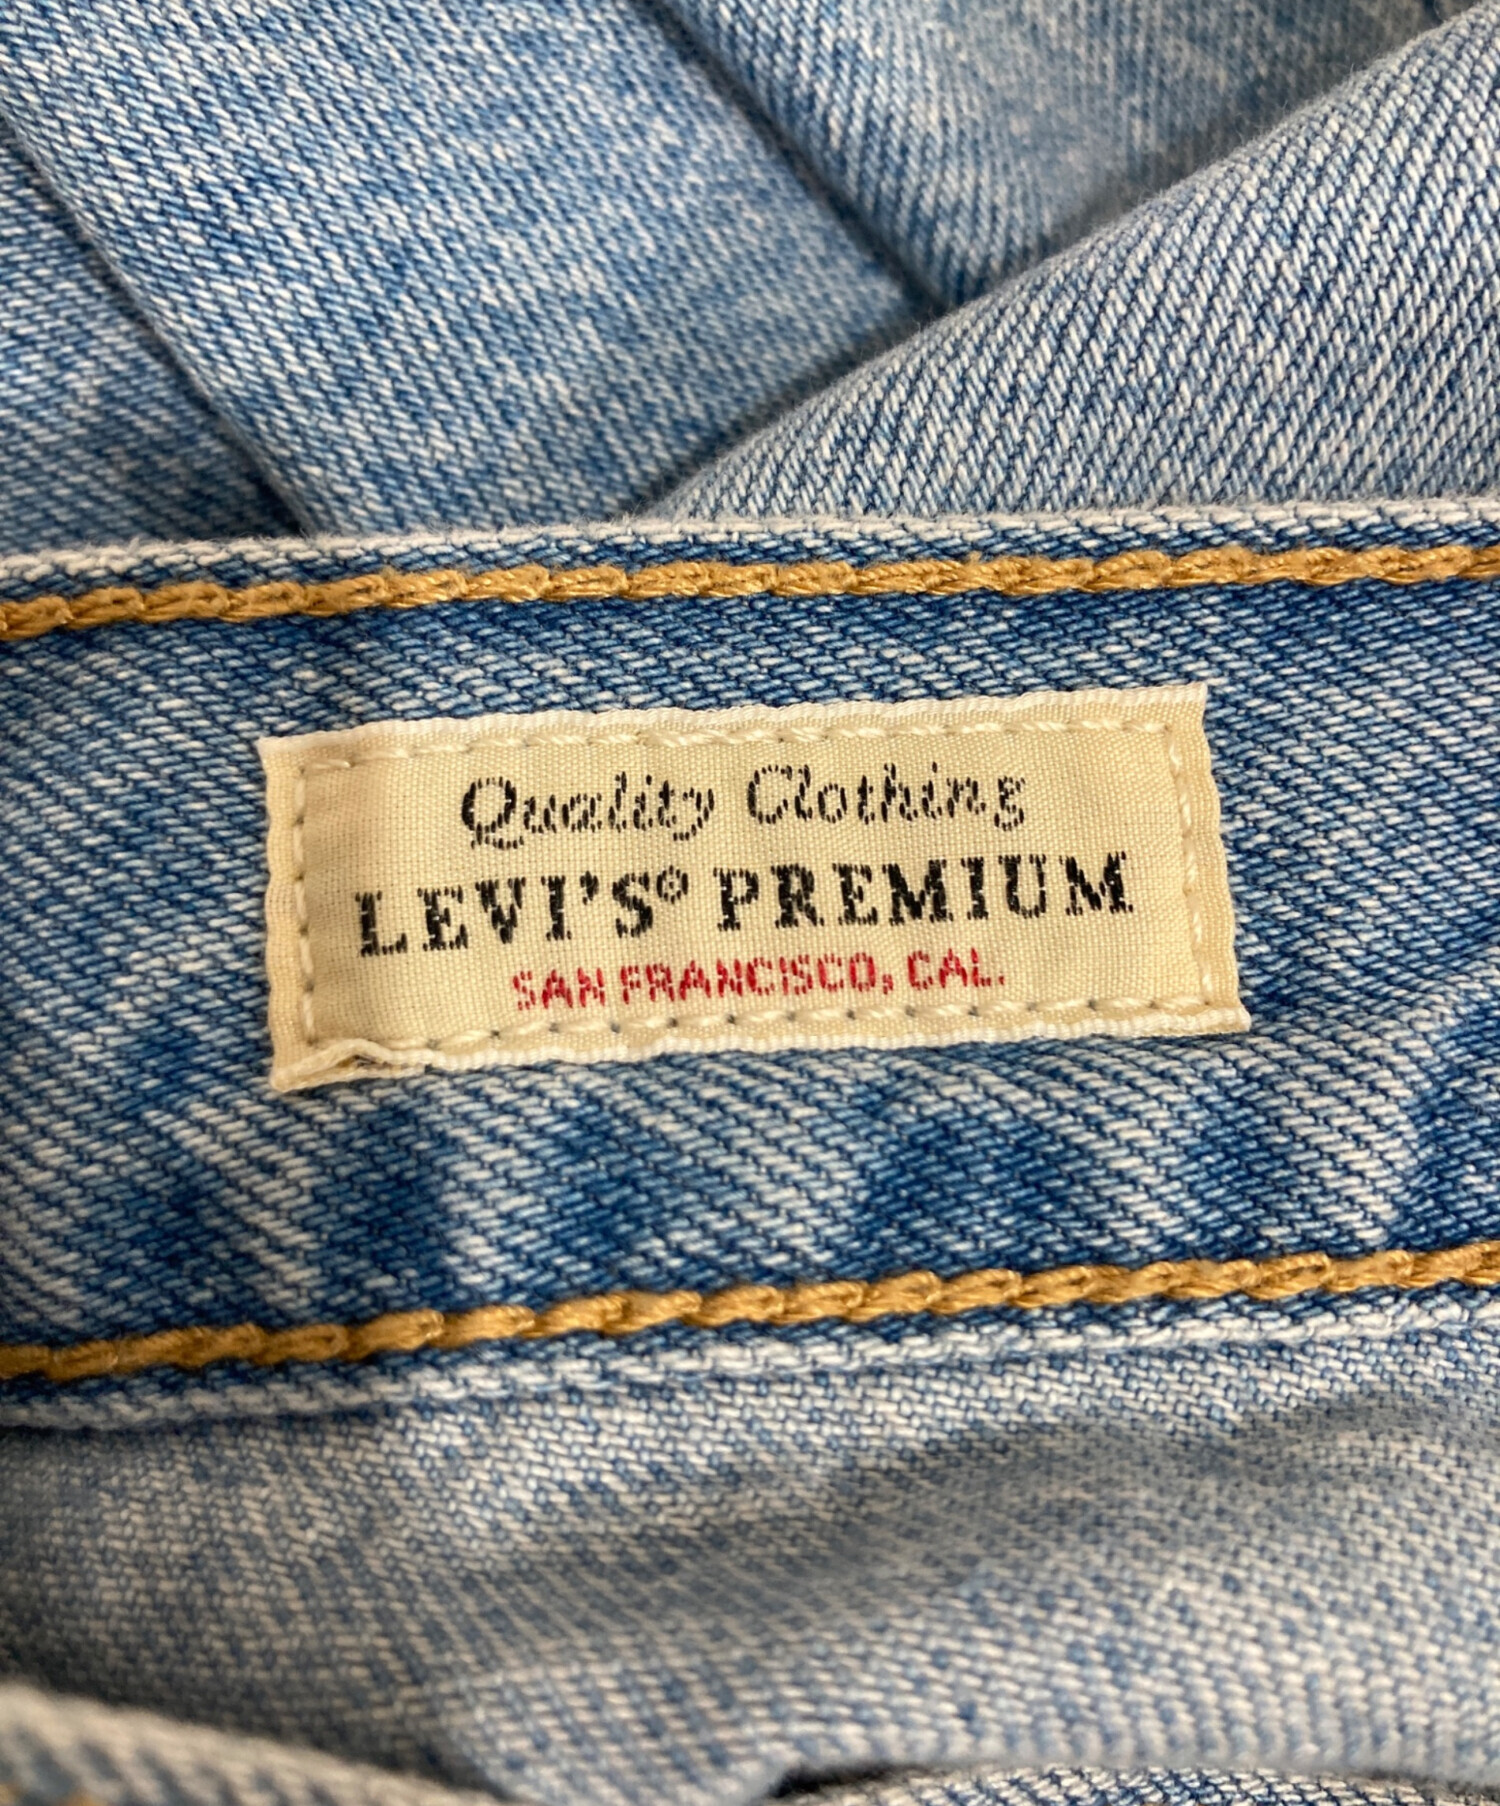 Quality Clothing
LEVI'S® PREMIUM
SAN FRANCISCO, CAL.